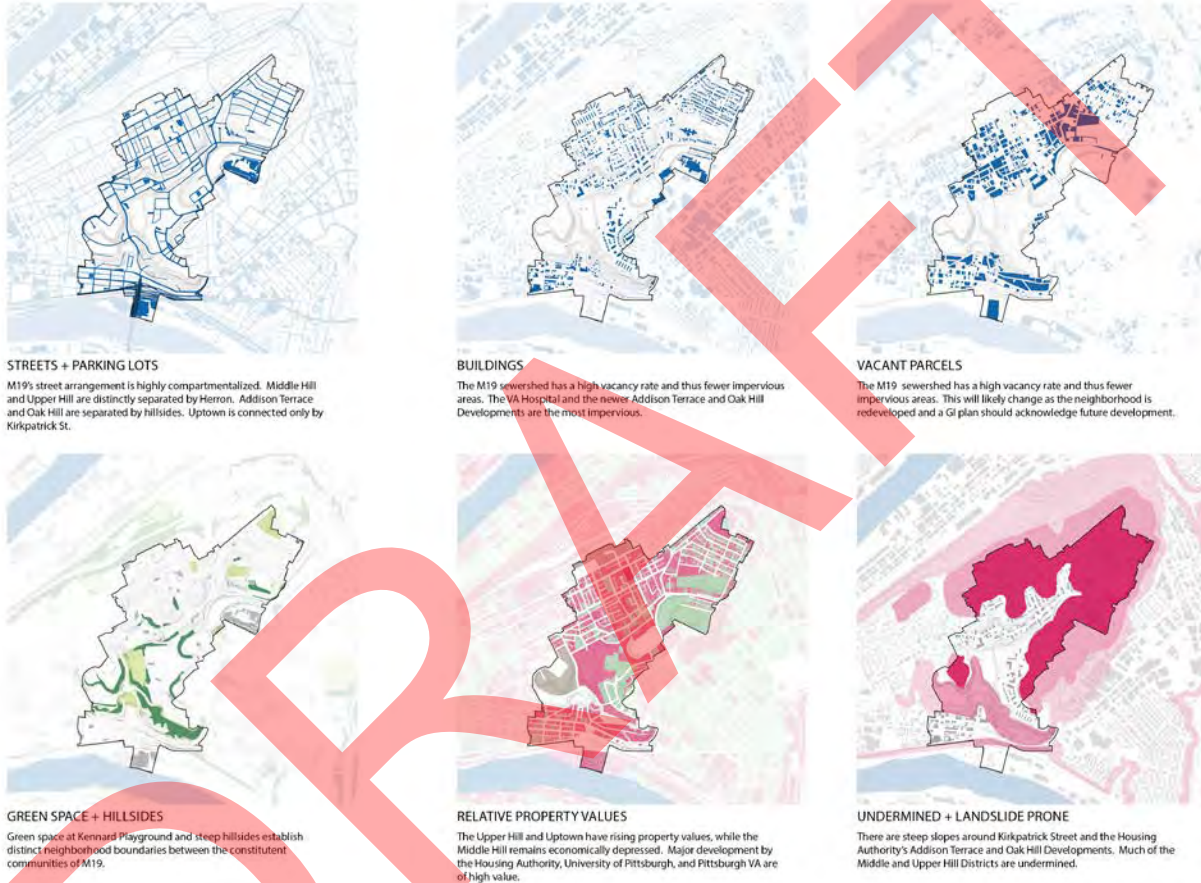 STREETS + PARKING LOTS
M19's street arrangement is highly compartmentalized. Middle Hill
and Upper Hill are distinctly separated by Herron. Addison Terrace
and Oak Hill are separated by hillsides. Uptown is connected only by
Kirkpatrick St.
BUILDINGS
The M19 sewershed has a high vacancy rate and thus fewer impervious
areas. The VA Hospital and the newer Addison Terrace and Oak Hill
Developments are the most impervious.
VACANT PARCELS
The M19 sewershed has a high vacancy rate and thus fewer
impervious areas. This will likely change as the neighborhood is
redeveloped and a GI plan should acknowledge future development.
GREEN SPACE + HILLSIDES
Green space at Kennard Playground and steep hillsides establish
distinct neighborhood boundaries between the constituent
communities of M19.
RELATIVE PROPERTY VALUES
The Upper Hill and Uptown have rising property values, while the
Middle Hill remains economically depressed. Major development by
the Housing Authority, University of Pittsburgh, and Pittsburgh VA are
of high value.
UNDERMINED + LANDSLIDE PRONE
There are steep slopes around Kirkpatrick Street and the Housing
Authority's Addison Terrace and Oak Hill Developments. Much of the
Middle and Upper Hill Districts are undermined.
DRAFT